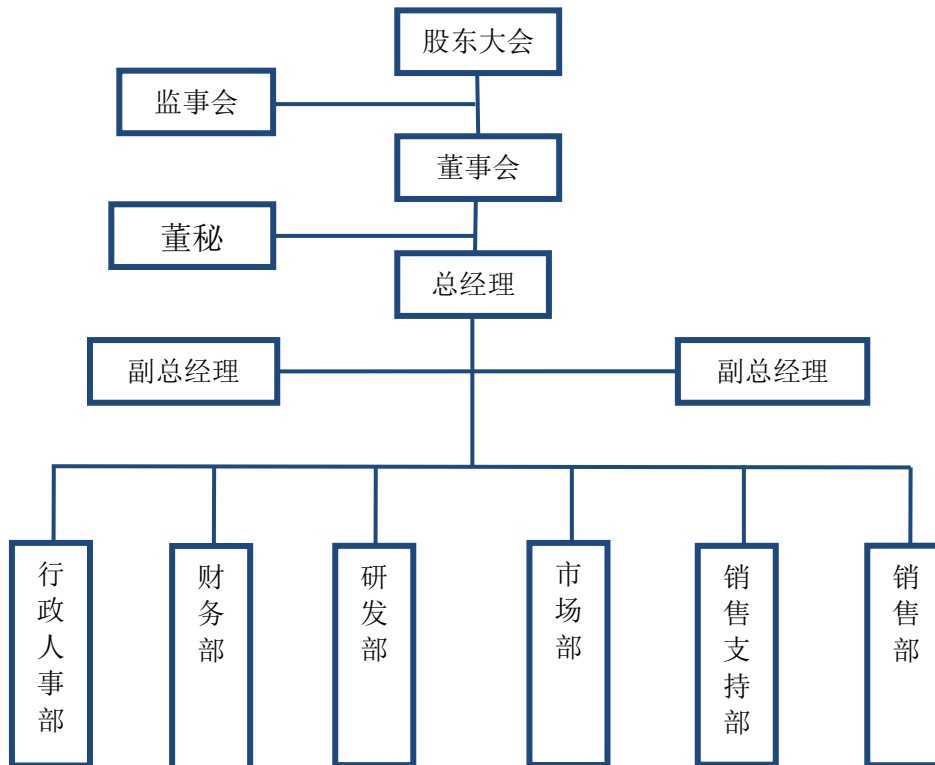 股东大会
监事会
董事会
董秘
总经理
副总经理
副总经理
行政人事部
财务部
研发部
市场部
销售支持部
销售部